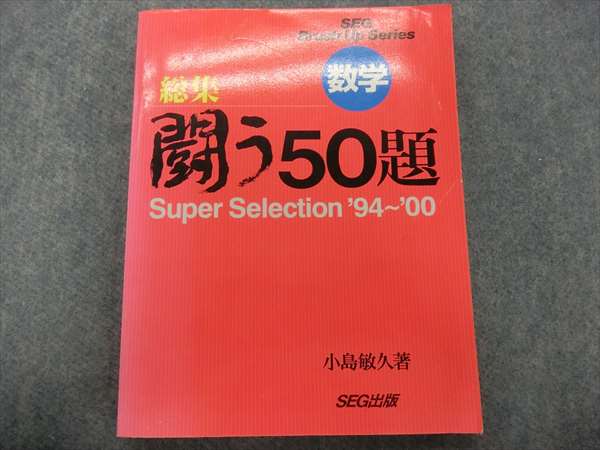 SEG
Brush Up Series
数学
総集
闘う50題
Super Selection '94~'00
小島敏久著
SEG出版